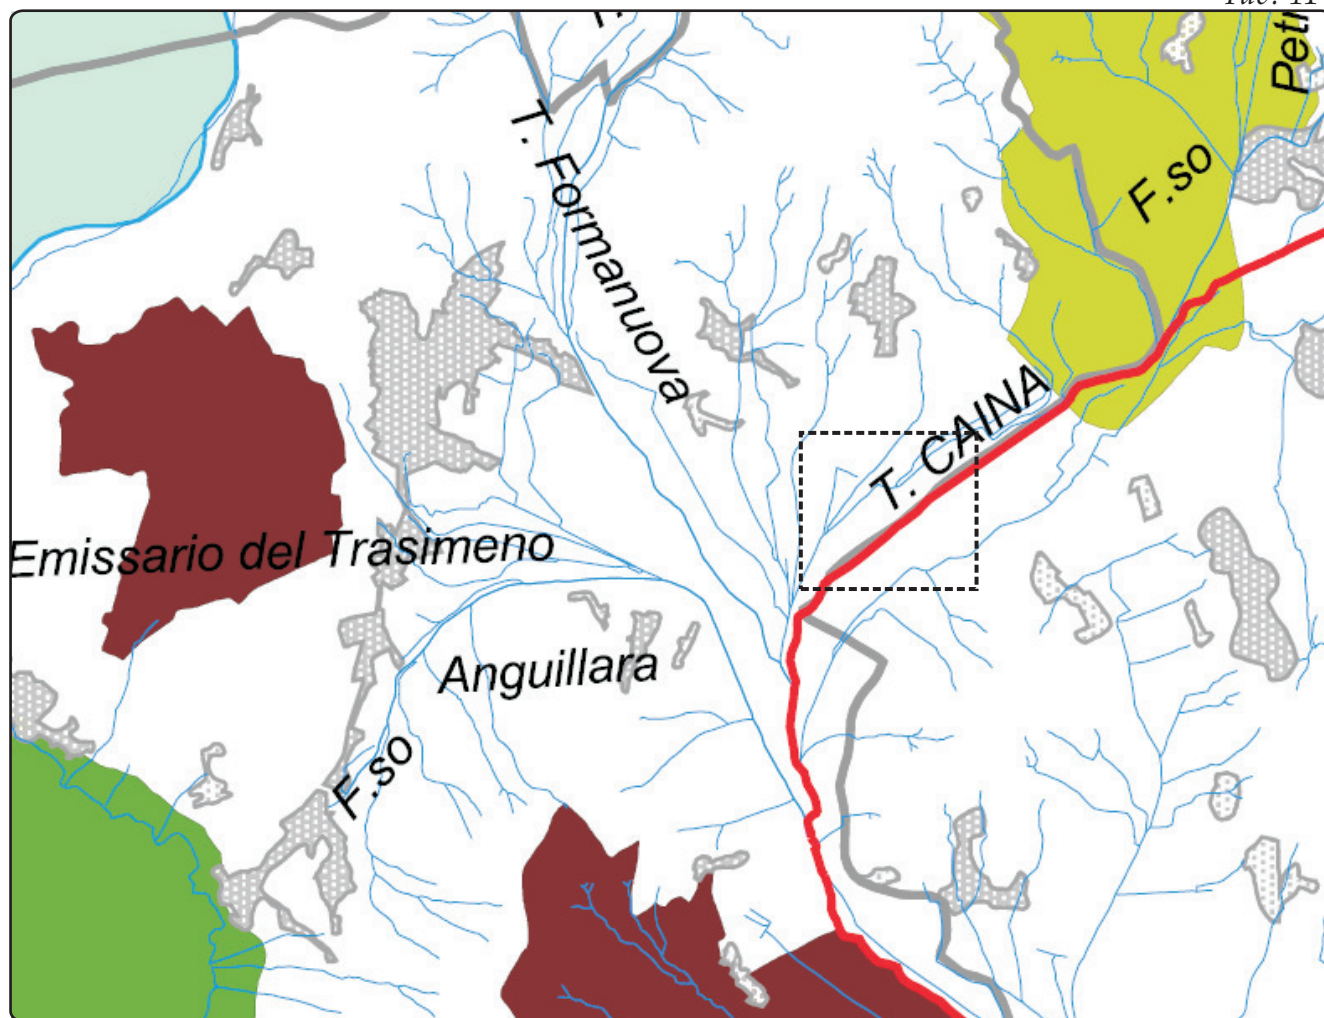 T. Formanuova
F.so
T. CAINA
Emissario del Trasimeno
Anguillara
F.so